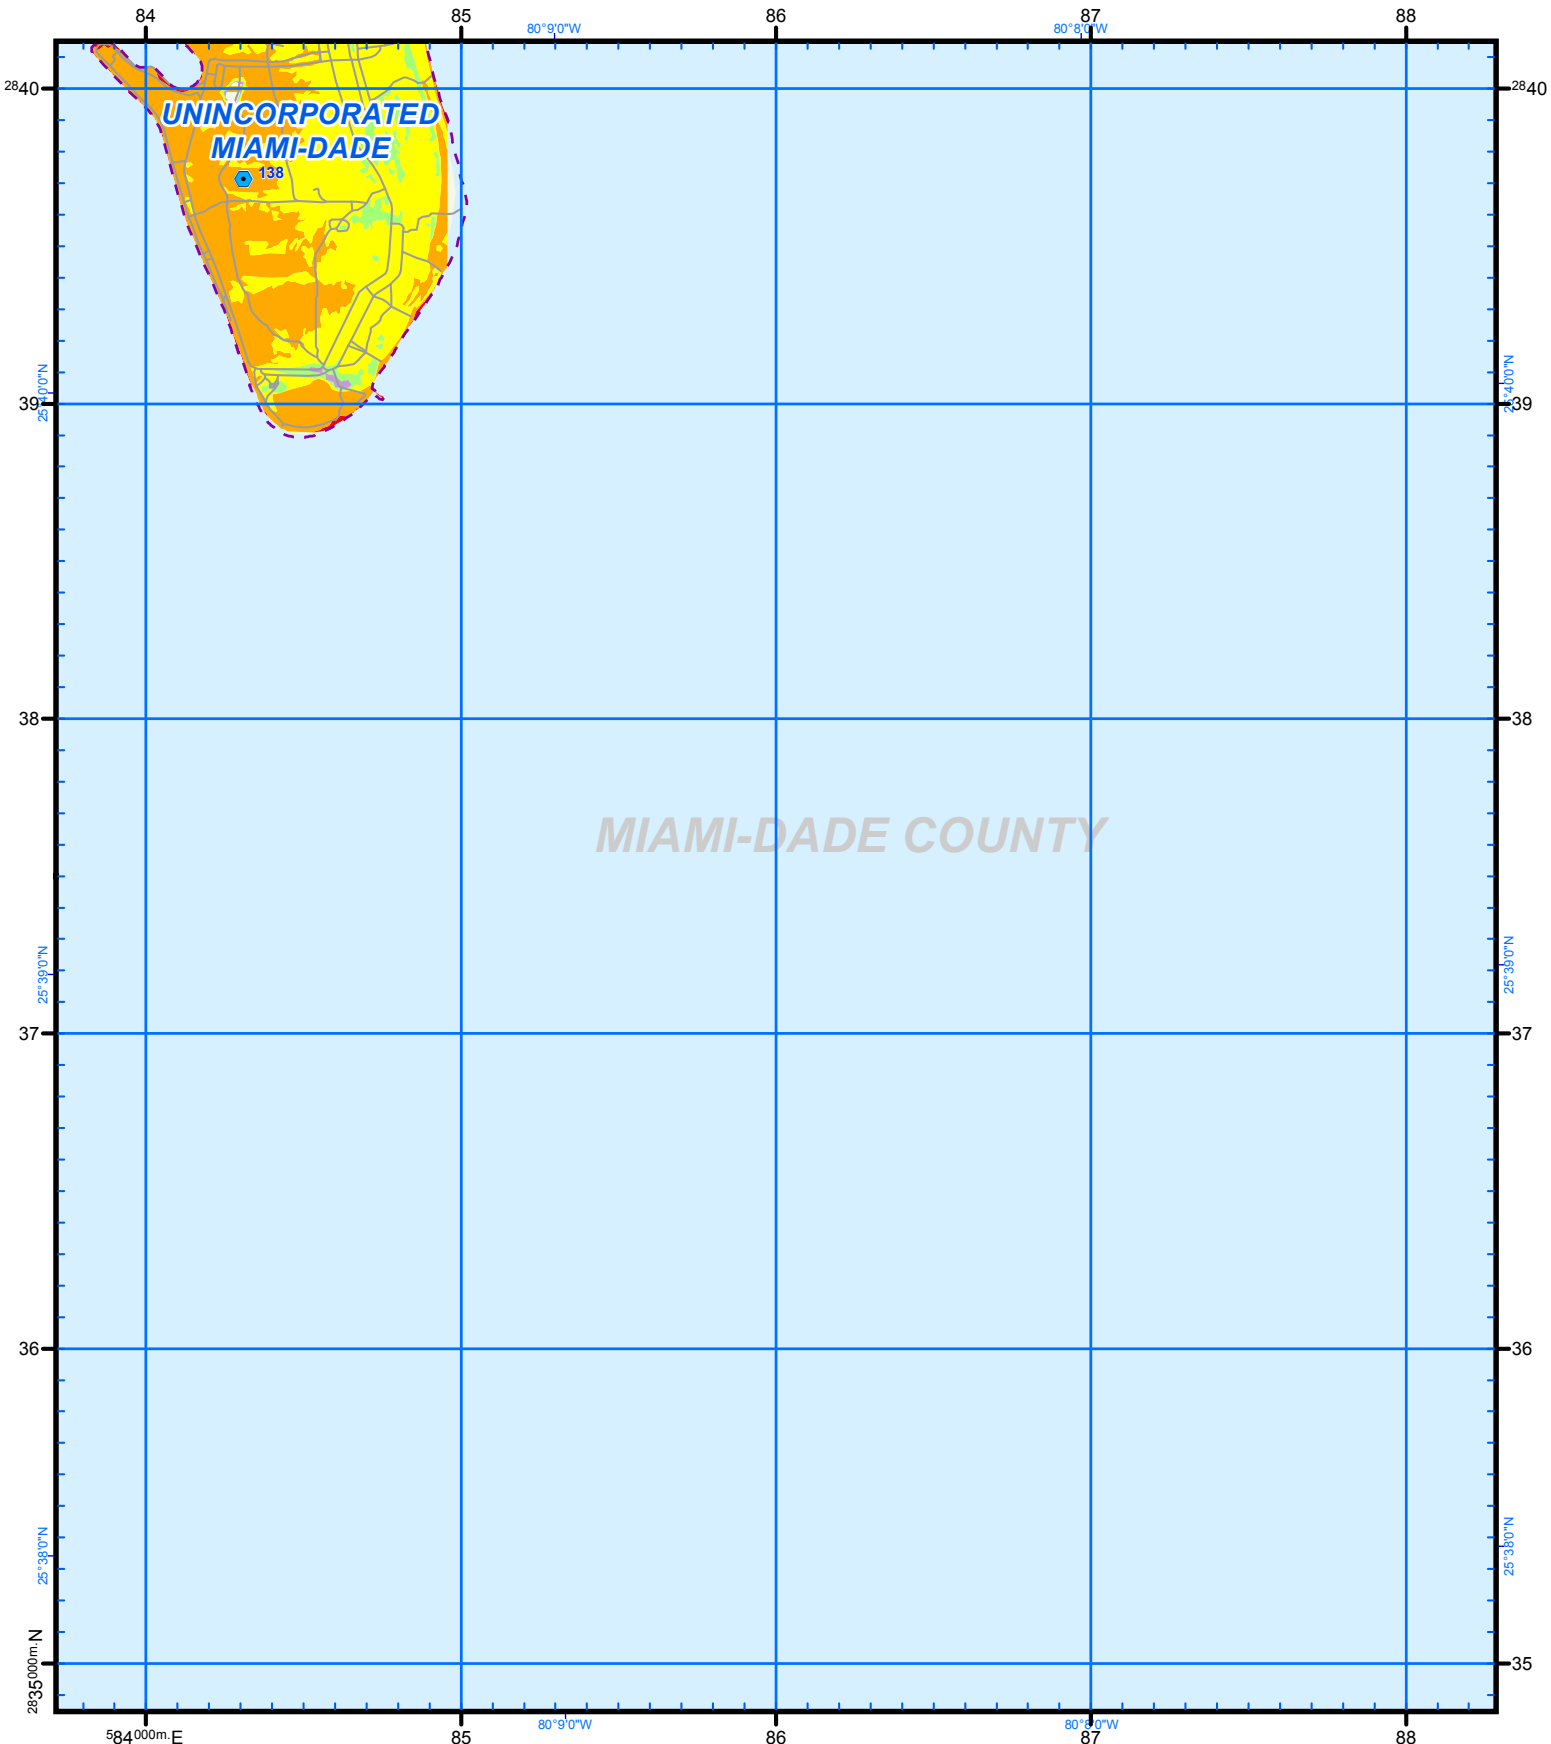 84 85 86 87 88
80°9'0"W 80°8'0"W
2840 2840
UNINCORPORATED
MIAMI-DADE
138
25°40'0"N 25°40'0"N
39 39
38 38
MIAMI-DADE COUNTY
25°39'0"N 25°39'0"N
37 37
36 36
25°38'0"N 25°38'0"N
2835000m.N 35
80°9'0"W 80°8'0"W
584000m.E 85 86 87 88